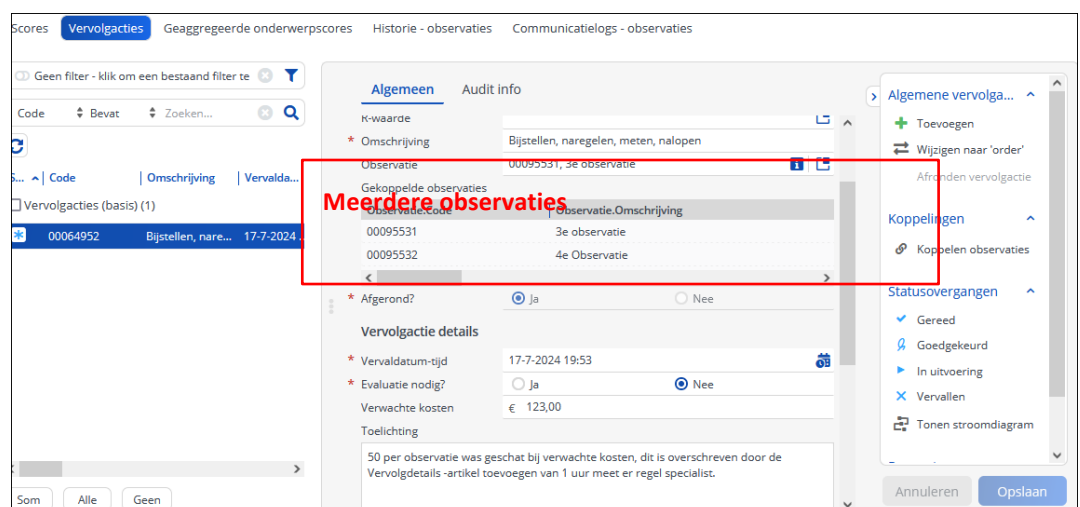 Scores Vervolgacties Geaggregeerde onderwerpscores Historie - observaties Communicatielogs - observaties
Geen filter - klik om een bestaand filter te
Code Bevat Zoeken...
S... Code Omschrijving Vervalda...
Vervolgacties (basis) (1)
00064952 Bijstellen, nare... 17-7-2024
Som Alle Geen
Algemeen Audit info
R-waarde
* Omschrijving Bijstellen, naregelen, meten, nalopen
Observatie 00095531, 3e observatie
Gekoppelde observaties
Meerdere observaties
Observatie.Code Observatie.Omschrijving
00095531 3e observatie
00095532 4e Observatie
* Afgerond? Ja Nee
Vervolgactie details
* Vervaldatum-tijd 17-7-2024 19:53
* Evaluatie nodig? Ja Nee
Verwachte kosten € 123,00
Toelichting
50 per observatie was geschat bij verwachte kosten, dit is overschreven door de
Vervolgdetails -artikel toevoegen van 1 uur meet er regel specialist.
Algemene vervolga...
Toevoegen
Wijzigen naar 'order'
Afronden vervolgactie
Koppelingen
Koppelen observaties
Statusovergangen
Gereed
Goedgekeurd
In uitvoering
Vervallen
Tonen stroomdiagram
Annuleren Opslaan